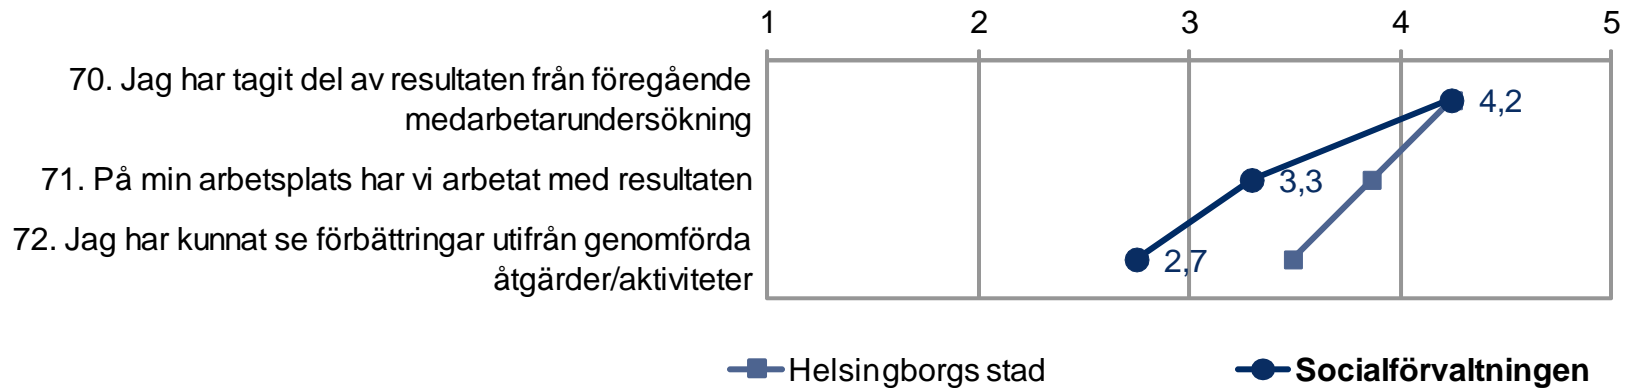 1 2 3 4 5
70. Jag har tagit del av resultaten från föregående
medarbetarundersökning
4,2
71. På min arbetsplats har vi arbetat med resultaten
3,3
72. Jag har kunnat se förbättringar utifrån genomförda
åtgärder/aktiviteter
2,7
Helsingborgs stad
Socialförvaltningen